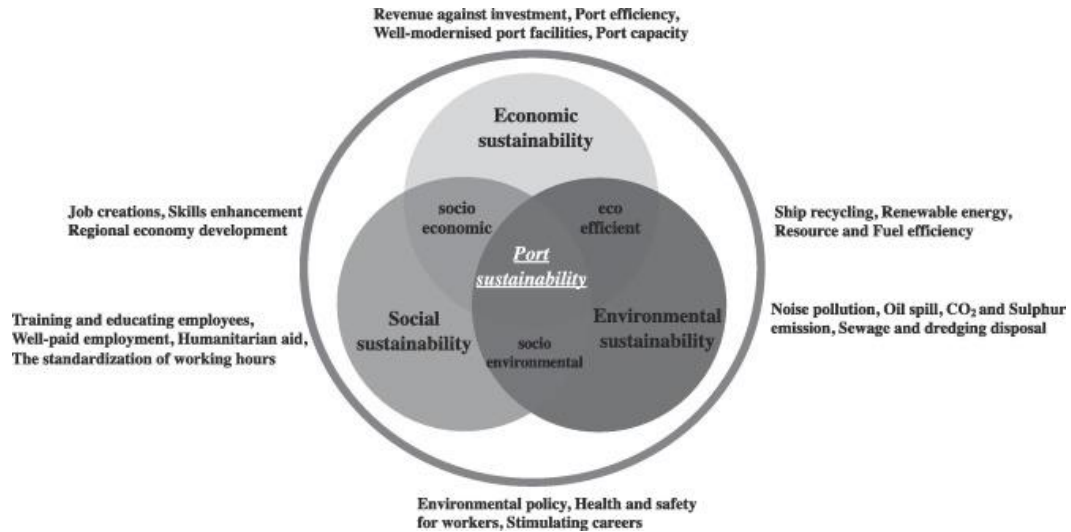 Revenue against investment, Port efficiency,
Well-modernised port facilities, Port capacity
Economic
sustainability
Job creations, Skills enhancement
Regional economy development
socio
economic
eco
efficient
Ship recycling, Renewable energy,
Resource and Fuel efficiency
Port
sustainability
Training and educating employees,
Well-paid employment, Humanitarian aid,
The standardization of working hours
Social
sustainability
Environmental
sustainability
Noise pollution, Oil spill, CO₂ and Sulphur
emission, Sewage and dredging disposal
socio
environmental
Environmental policy, Health and safety
for workers, Stimulating careers